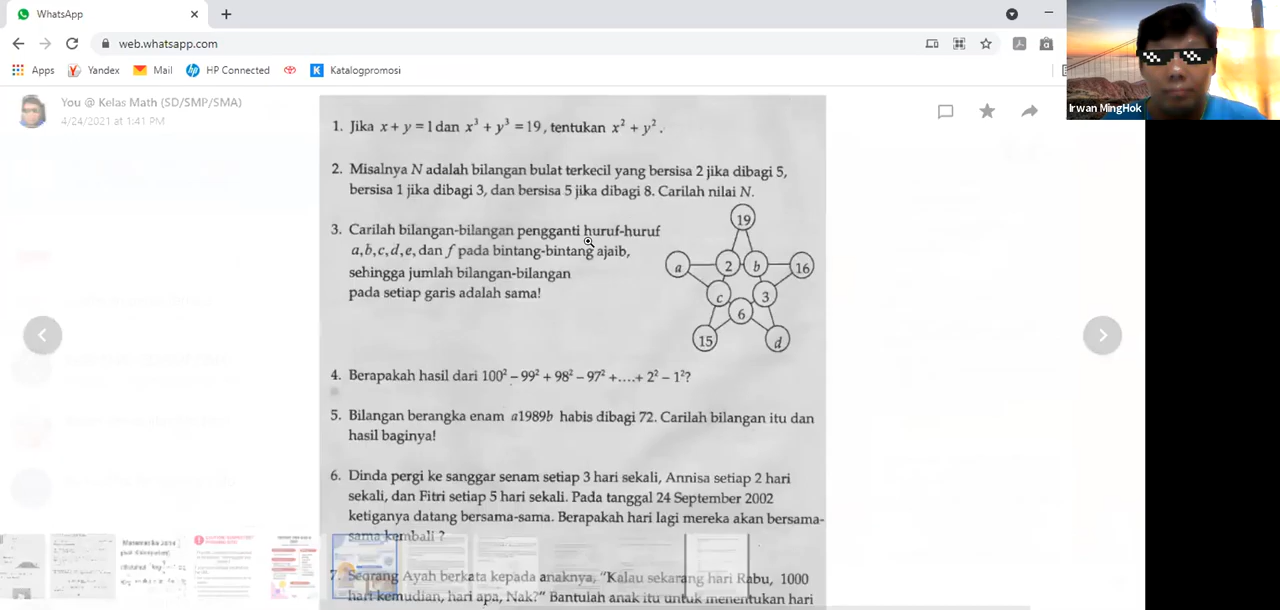 WhatsApp
web.whatsapp.com
Apps
Yandex
Mail
HP Connected
Katalogpromosi
Irwan MingHok
You @ Kelas Math (SD/SMP/SMA)
4/24/2021 at 1:41 PM
1. Jika x + y = 1 dan x³ + y³ = 19, tentukan x² + y².
2. Misalnya N adalah bilangan bulat terkecil yang bersisa 2 jika dibagi 5,
bersisa 1 jika dibagi 3, dan bersisa 5 jika dibagi 8. Carilah nilai N.
3. Carilah bilangan-bilangan pengganti huruf-huruf
a, b, c, d, e, dan f pada bintang-bintang ajaib,
sehingga jumlah bilangan-bilangan
pada setiap garis adalah sama!
19
a 2 b 16
c 3
6
15 d
4. Berapakah hasil dari 100² – 99² + 98² – 97² +....+ 2² – 1²?
5. Bilangan berangka enam a1989b habis dibagi 72. Carilah bilangan itu dan
hasil baginya!
6. Dinda pergi ke sanggar senam setiap 3 hari sekali, Annisa setiap 2 hari
sekali, dan Fitri setiap 5 hari sekali. Pada tanggal 24 September 2002
ketiganya datang bersama-sama. Berapakah hari lagi mereka akan bersama-
sama kembali ?
7. Seorang Ayah berkata kepada anaknya, "Kalau sekarang hari Rabu, 1000
hari kemudian, hari apa, Nak?" Bantulah anak itu untuk menentukan hari